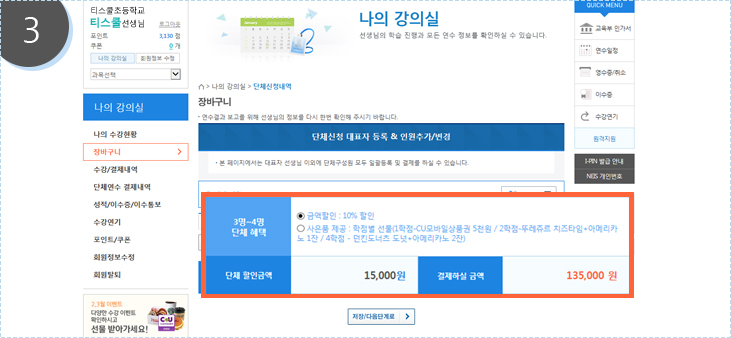 3
티스쿨초등학교
티스쿨선생님
로그아웃
포인트 3,130 점
쿠폰 0 개
나의 강의실 회원정보 수정
과목선택
나의 강의실
나의 수강현황
장바구니
수강/결제내역
단체연수 결제내역
성적/이수증/이수통보
수강연기
포인트/쿠폰
회원정보수정
회원탈퇴
2,3월 이벤트
다양한 수강 이벤트
확인하시고
선물 받아가세요!
CU
나의 강의실
선생님의 학습 진행과 모든 연수 정보를 확인하실 수 있습니다.
> 나의 강의실 > 단체신청내역
장바구니
• 연수결과 보고를 위해 선생님의 정보를 다시 한번 확인해 주시기 바랍니다.
단체신청 대표자 등록 & 인원추가/변경
• 본 페이지에서는 대표자 선생님 이외에 단체구성원 모두 일괄등록 및 결제를 하실 수 있습니다.
3명~4명
단체 혜택
금액할인 : 10% 할인
사은품 제공 : 학점별 선물(1학점-CU모바일상품권 5천원 / 2학점-뚜레쥬르 치즈타임+아메리카
노 1잔 / 4학점 - 던킨도너츠 도넛+아메리카노 2잔)
단체 할인금액 15,000원 결제하실 금액 135,000 원
저장/다음단계로
QUICK MENU
교육부 인가서
연수일정
영수증/취소
이수증
수강연기
원격지원
I-PIN 발급 안내
NEIS 개인번호